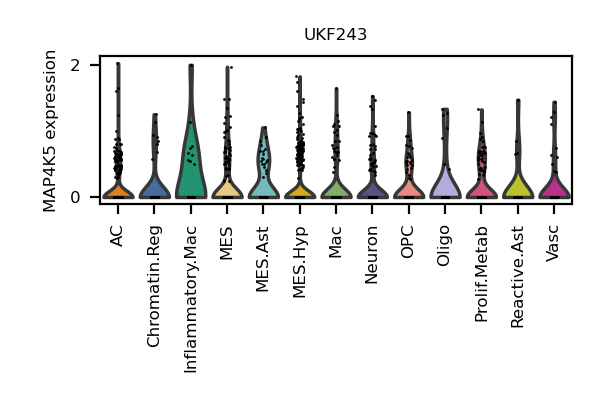 UKF243
MAP4K5 expression
2
0
AC
Chromatin.Reg
Inflammatory.Mac
MES
MES.Ast
MES.Hyp
Mac
Neuron
OPC
Oligo
Prolif.Metab
Reactive.Ast
Vasc